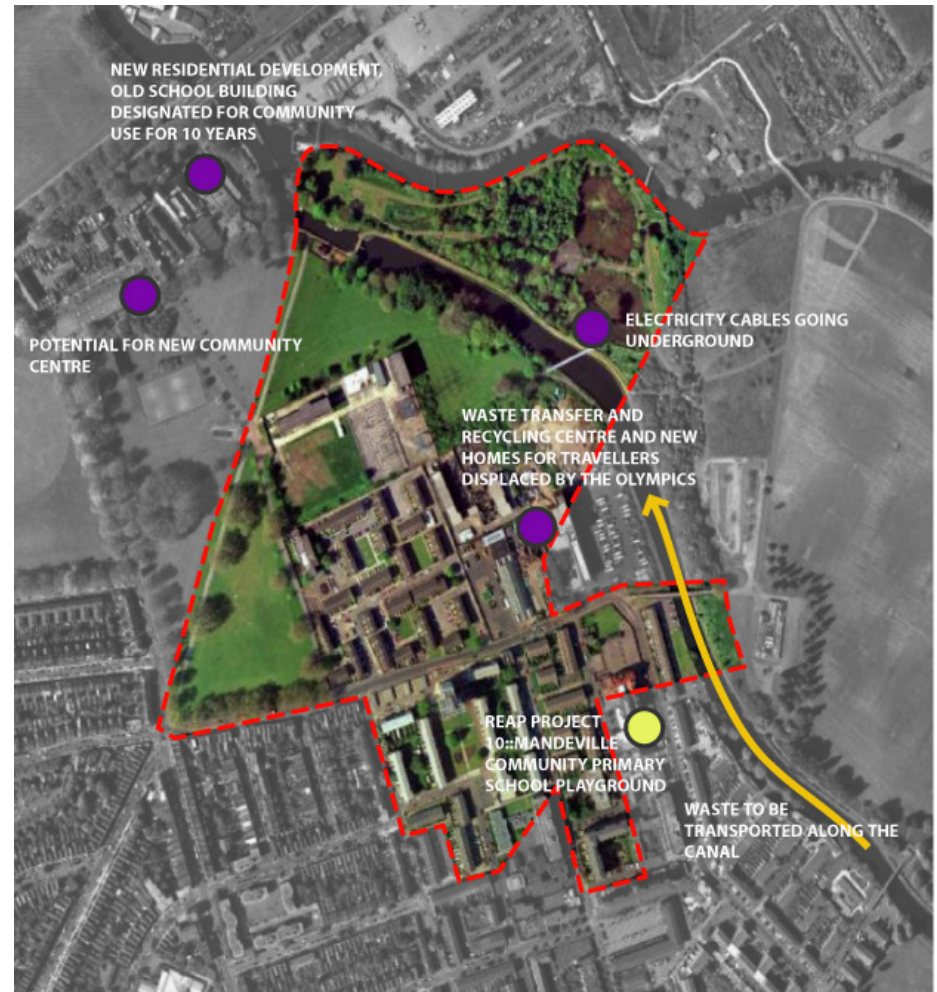 NEW RESIDENTIAL DEVELOPMENT,
OLD SCHOOL BUILDING
DESIGNATED FOR COMMUNITY
USE FOR 10 YEARS
POTENTIAL FOR NEW COMMUNITY
CENTRE
ELECTRICITY CABLES GOING
UNDERGROUND
WASTE TRANSFER AND
RECYCLING CENTRE AND NEW
HOMES FOR TRAVELLERS
DISPLACED BY THE OLYMPICS
REAP PROJECT
10::MANDEVILLE
COMMUNITY PRIMARY
SCHOOL PLAYGROUND
WASTE TO BE
TRANSPORTED ALONG THE
CANAL